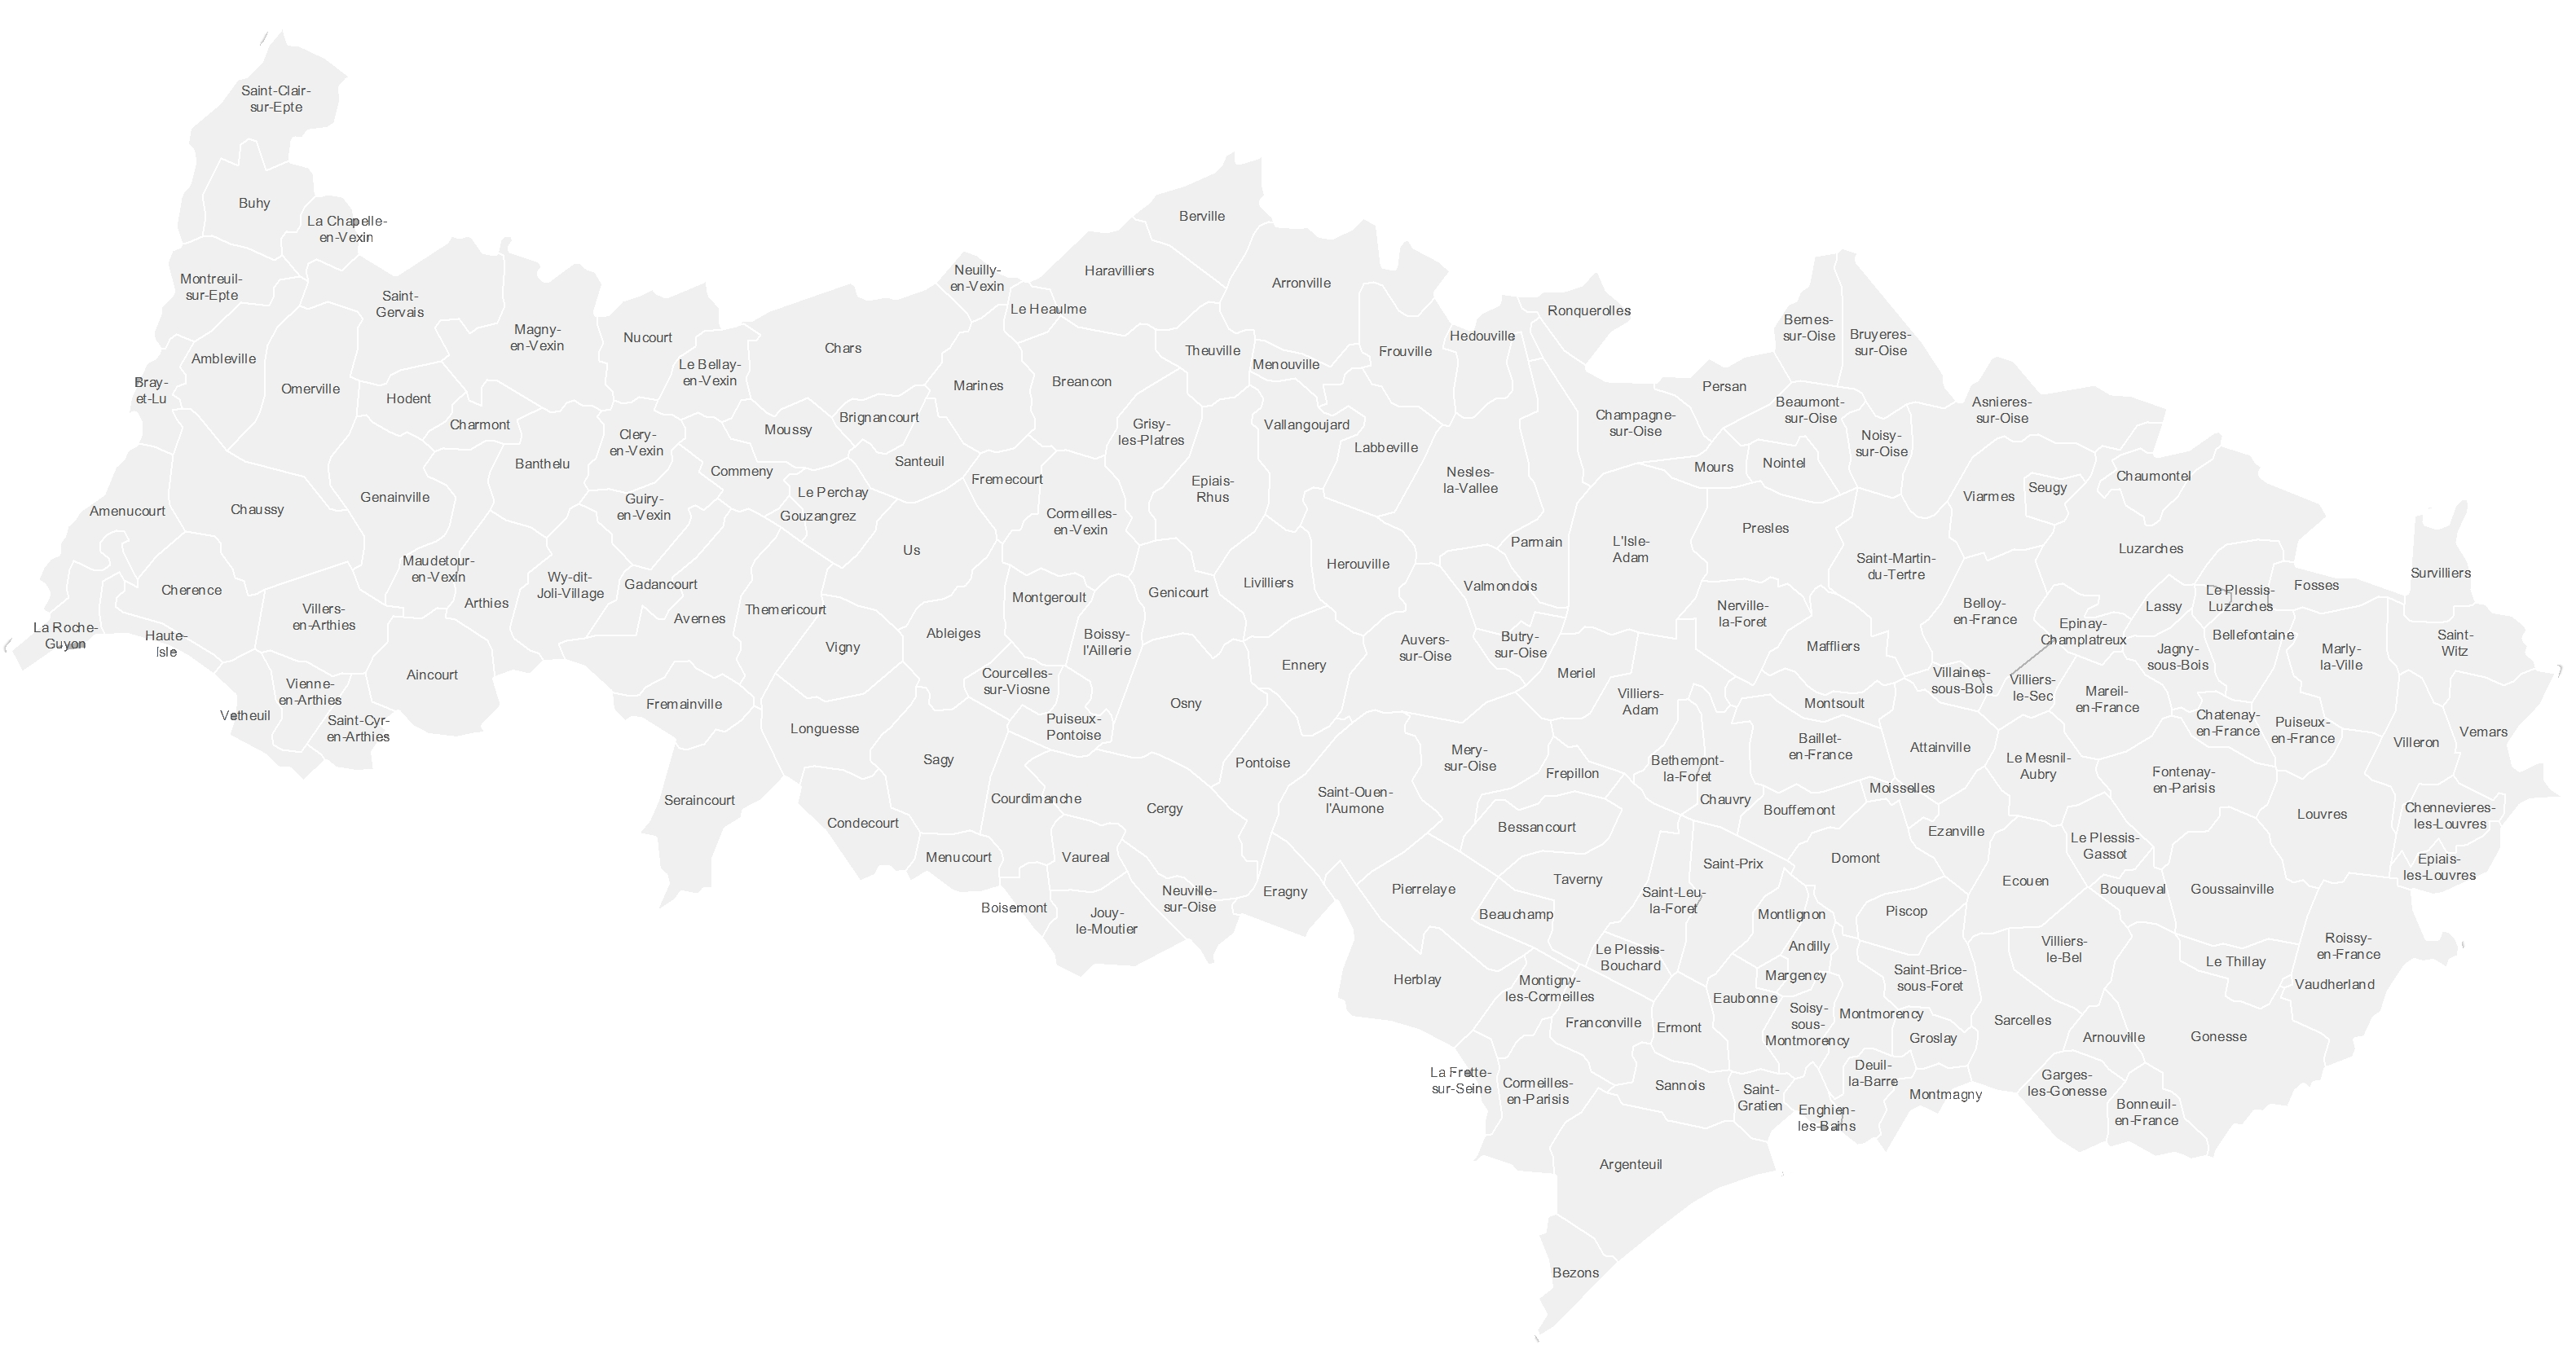 Saint-Clair-
sur-Epte
Buhy
La Chapelle-
en-Vexin
Berville
Montreuil-
sur-Epte
Saint-
Gervais
Neuilly-
en-Vexin
Haravilliers
Arronville
Le Heaulme
Ronquerolles
Magny-
en-Vexin
Nucourt
Chars
Theuville
Menouville
Frouville
Hedouville
Bernes-
sur-Oise
Bruyeres-
sur-Oise
Ambleville
Bray-
et-Lu
Omerville
Hodent
Le Bellay-
en-Vexin
Marines
Breancon
Persan
Charmont
Clery-
en-Vexin
Moussy
Brignancourt
Grisy-
les-Platres
Vallangoujard
Labbeville
Champagne-
sur-Oise
Beaumont-
sur-Oise
Noisy-
sur-Oise
Asnieres-
sur-Oise
Banthelu
Commeny
Santeuil
Fremecourt
Nesles-
la-Vallee
Mours
Nointel
Viarmes
Seugy
Chaumontel
Amenucourt
Chaussy
Genainville
Guiry-
en-Vexin
Le Perchay
Gouzangrez
Cormeilles-
en-Vexin
Epiais-
Rhus
Us
Herouville
Parmain
L'Isle-
Adam
Presles
Saint-Martin-
du-Tertre
Luzarches
Cherence
Maudetour-
en-Vexin
Wy-dit-
Joli-Village
Gadancourt
Arthies
Avernes
Themericourt
Montgeroult
Genicourt
Livilliers
Valmondois
Nerville-
la-Foret
Belloy-
en-France
Lassy
Le Plessis-
Luzarches
Fosses
Survilliers
La Roche-
Guyon
Haute-
Isle
Villers-
en-Arthies
Vigny
Ableiges
Boissy-
l'Aillerie
Ennery
Auvers-
sur-Oise
Butry-
sur-Oise
Maffliers
Epinay-
Champlatreux
Jagny-
sous-Bois
Bellefontaine
Marly-
la-Ville
Saint-
Witz
Aincourt
Vienne-
en-Arthies
Vetheuil
Saint-Cyr-
en-Arthies
Fremainville
Longuesse
Courcelles-
sur-Viosne
Puiseux-
Pontoise
Osny
Meriel
Villiers-
Adam
Montsoult
Villaines-
sous-Bois
Villiers-
le-Sec
Mareil-
en-France
Chatenay-
en-France
Puiseux-
en-France
Villeron
Vemars
Seraincourt
Sagy
Courdimanche
Cergy
Pontoise
Saint-Ouen-
l'Aumone
Mery-
sur-Oise
Frepillon
Bethemont-
la-Foret
Chauvry
Baillet-
en-France
Attainville
Moisselles
Bouffemont
Le Mesnil-
Aubry
Fontenay-
en-Parisis
Louvres
Chennevieres-
les-Louvres
Condecourt
Menucourt
Vaureal
Bessancourt
Saint-Prix
Domont
Ezanville
Le Plessis-
Gassot
Epiais-
les-Louvres
Boisemont
Jouy-
le-Moutier
Neuville-
sur-Oise
Eragny
Pierrelaye
Taverny
Beauchamp
Saint-Leu-
la-Foret
Montlignon
Piscop
Ecouen
Bouqueval
Goussainville
Herblay
Montigny-
les-Cormeilles
Le Plessis-
Bouchard
Andilly
Margency
Eaubonne
Saint-Brice-
sous-Foret
Villiers-
le-Bel
Le Thillay
Roissy-
en-France
Vaudherland
Franconville
Ermont
Soisy-
sous-
Montmorency
Montmorency
Groslay
Sarcelles
Arnouville
Gonesse
La Frette-
sur-Seine
Cormeilles-
en-Parisis
Sannois
Saint-
Gratien
Enghien-
les-Bains
Deuil-
la-Barre
Montmagny
Garges-
les-Gonesse
Bonneuil-
en-France
Argenteuil
Bezons